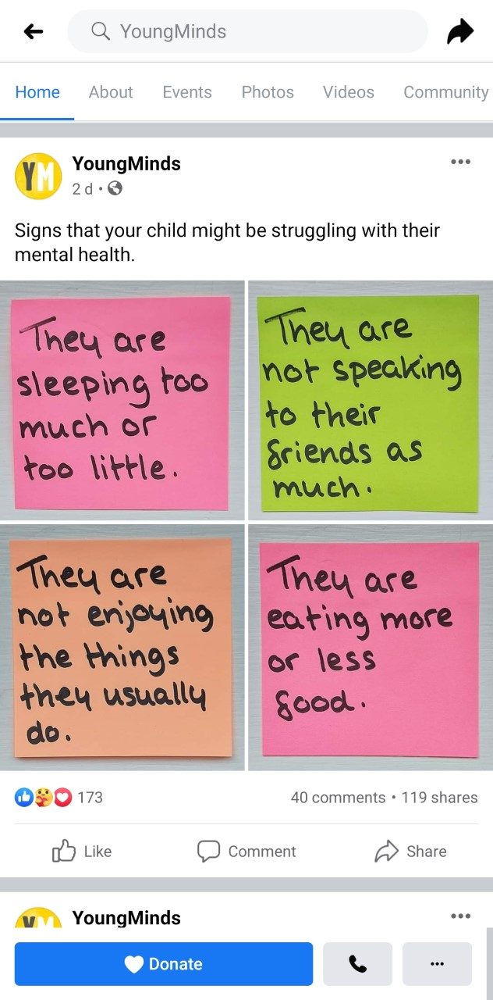 YoungMinds
Home About Events Photos Videos Community
YM
YoungMinds
2 d
Signs that your child might be struggling with their
mental health.
They are
sleeping too
much or
too little.
They are
not speaking
to their
friends as
much.
They are
not enjoying
the things
they usually
do.
They are
eating more
or less
food.
173
40 comments • 119 shares
Like Comment Share
YM
YoungMinds
Donate